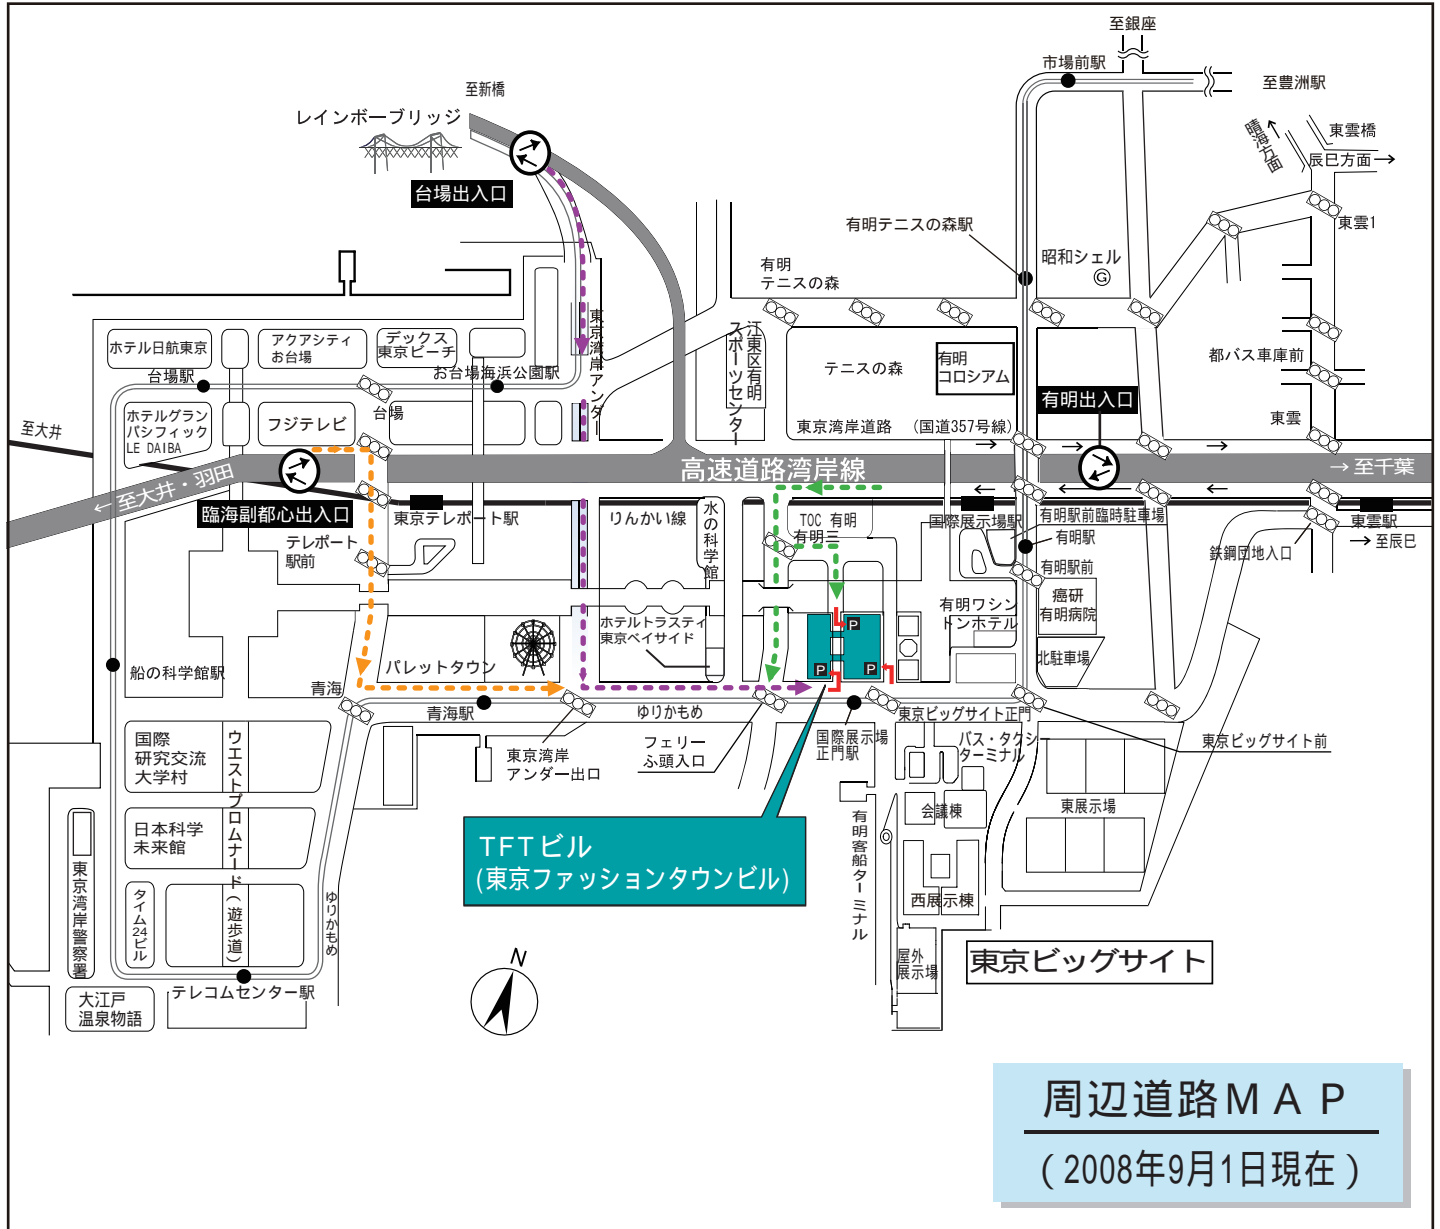 至銀座
市場前駅
至豊洲駅
至新橋
レインボーブリッジ
晴海方面
東雲橋
辰巳方面→
台場出入口
東雲1
有明テニスの森駅
昭和シェル
G
有明
テニスの森
東京湾岸アンダー
江東区有明
スポーツセンター
ホテル日航東京
アクアシティ
お台場
デックス
東京ビーチ
台場駅
お台場海浜公園駅
テニスの森
有明
コロシアム
都バス車庫前
有明出入口
ホテルグラン
パシフィック
LE DAIBA
フジテレビ
台場
至大井
東京湾岸道路
(国道357号線)
東雲
←至大井・羽田
高速道路湾岸線
→至千葉
臨海副都心出入口
東京テレポート駅
りんかい線
水の科学館
TOC 有明
有明三
国際展示場駅
有明駅前臨時駐車場
有明駅
東雲駅
→至辰巳
鉄鋼団地入口
テレポート
駅前
有明駅前
癌研
有明病院
有明ワシン
トンホテル
ホテルトラスティ
東京ベイサイド
P
P
P
北駐車場
船の科学館駅
パレットタウン
青海
青海駅
ゆりかもめ
東京ビッグサイト正門
国際
研究交流
大学村
ウエストプロムナード(遊歩道)
東京湾岸
アンダー出口
フェリー
ふ頭入口
国際展示場
正門駅
バス・タクシー
ターミナル
東京ビッグサイト前
会議棟
東展示場
日本科学
未来館
TFTビル
(東京ファッションタウンビル)
有明客船ターミナル
東京湾岸警察署
タイム24ビル
ゆりかもめ
西展示棟
屋外
展示場
東京ビッグサイト
N
テレコムセンター駅
大江戸
温泉物語
周辺道路MAP
(2008年9月1日現在)